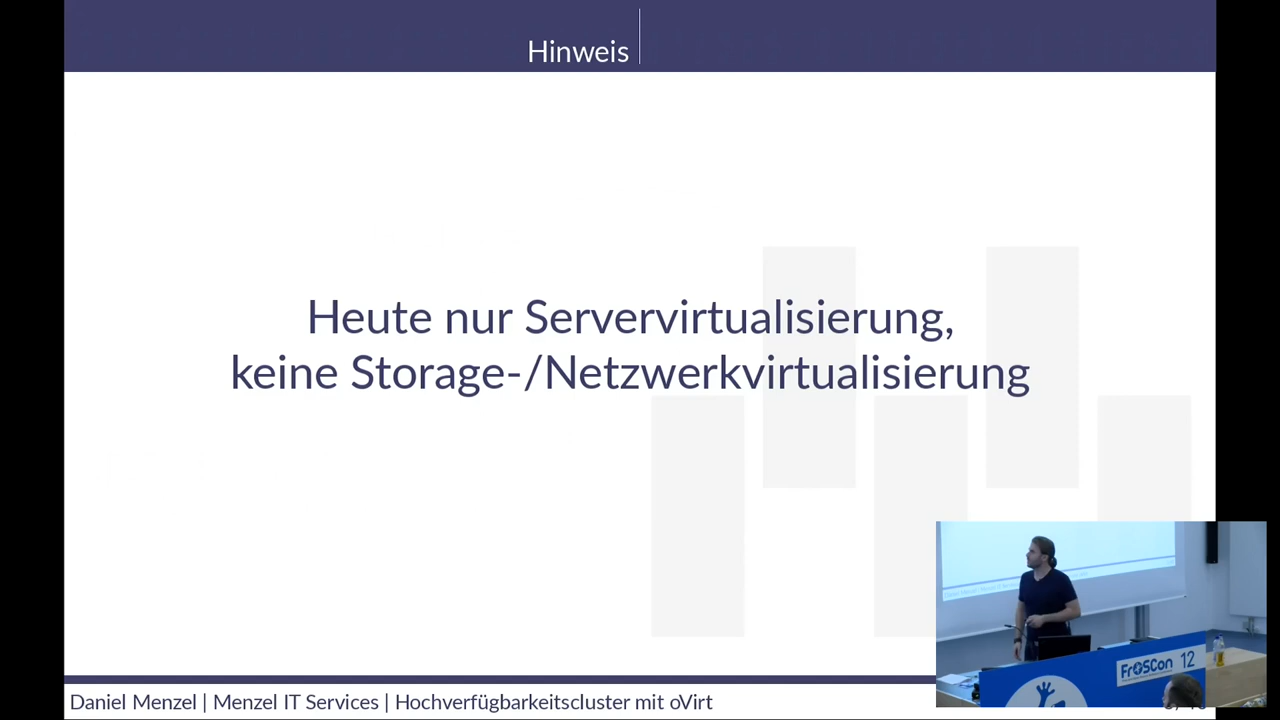 Hinweis
Heute nur Servervirtualisierung,
keine Storage-/Netzwerkvirtualisierung
FrOSCon 12
Daniel Menzel | Menzel IT Services | Hochverfügbarkeitscluster mit oVirt